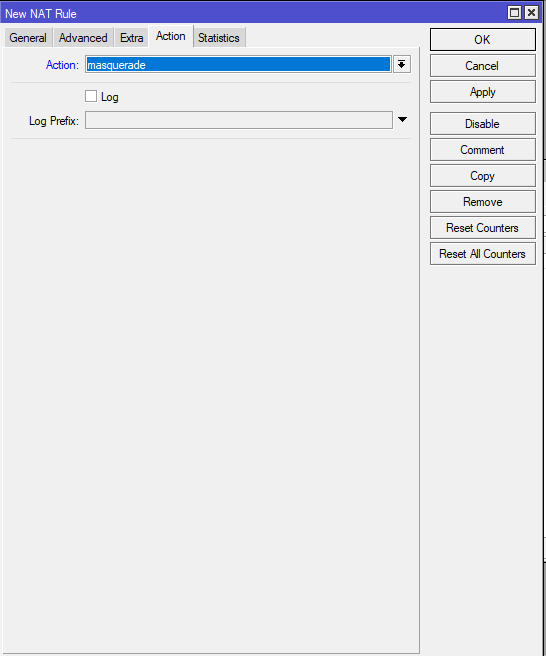 New NAT Rule
General Advanced Extra Action Statistics
Action: masquerade
Log
Log Prefix:
OK
Cancel
Apply
Disable
Comment
Copy
Remove
Reset Counters
Reset All Counters